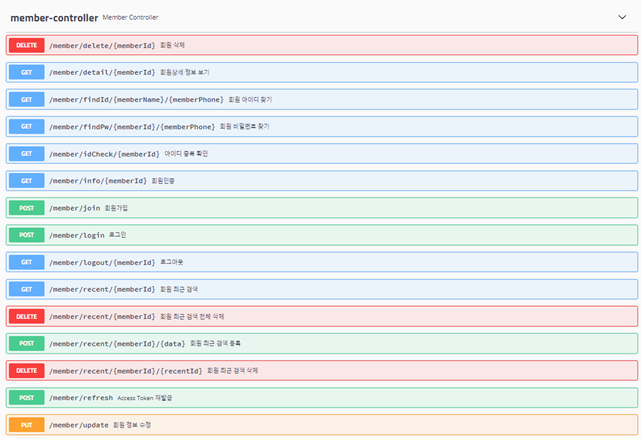 member-controller Member Controller
DELETE /member/delete/{memberId} 회원 삭제
GET /member/detail/{memberId} 회원상세 정보 보기
GET /member/findId/{memberName}/{memberPhone} 회원 아이디 찾기
GET /member/findPw/{memberId}/{memberPhone} 회원 비밀번호 찾기
GET /member/idCheck/{memberId} 아이디 중복 확인
GET /member/info/{memberId} 회원인증
POST /member/join 회원가입
POST /member/login 로그인
GET /member/logout/{memberId} 로그아웃
GET /member/recent/{memberId} 회원 최근 검색
DELETE /member/recent/{memberId} 회원 최근 검색 전체 삭제
POST /member/recent/{memberId}/{data} 회원 최근 검색 등록
DELETE /member/recent/{memberId}/{recentId} 회원 최근 검색 삭제
POST /member/refresh Access Token 재발급
PUT /member/update 회원 정보 수정